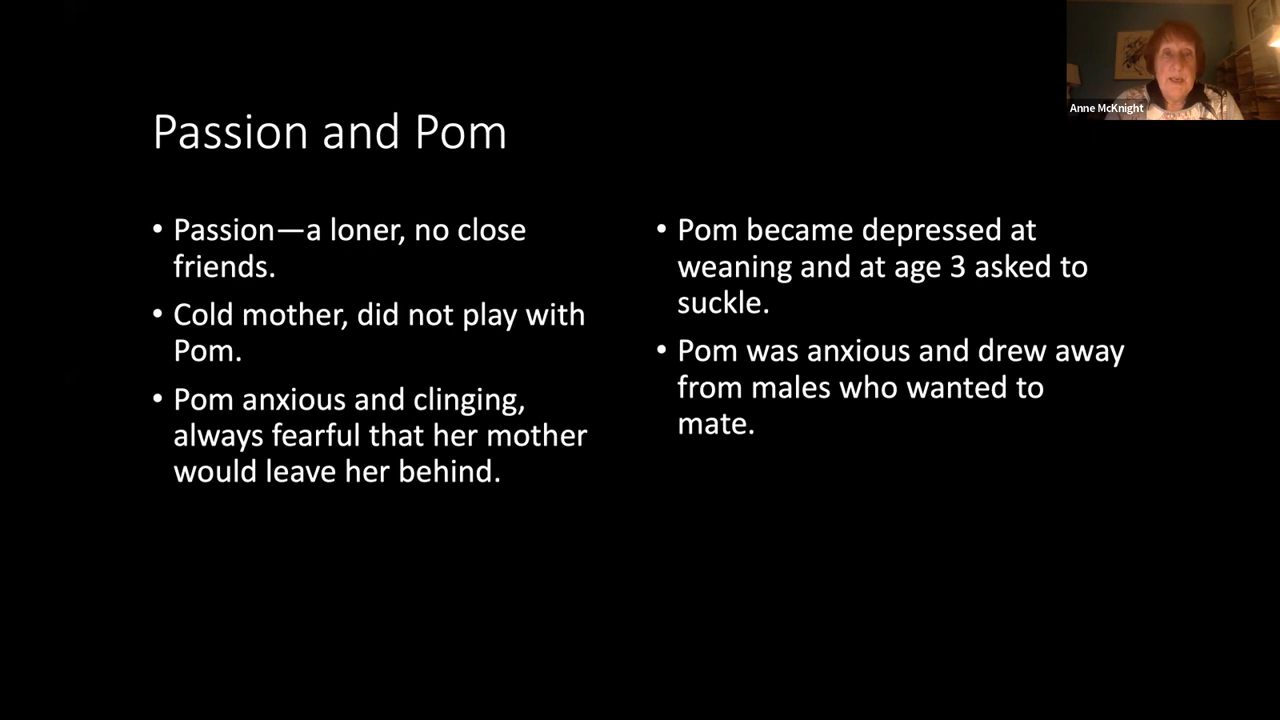 Anne McKnight
Passion and Pom
• Passion—a loner, no close
friends.
• Cold mother, did not play with
Pom.
• Pom anxious and clinging,
always fearful that her mother
would leave her behind.
• Pom became depressed at
weaning and at age 3 asked to
suckle.
• Pom was anxious and drew away
from males who wanted to
mate.